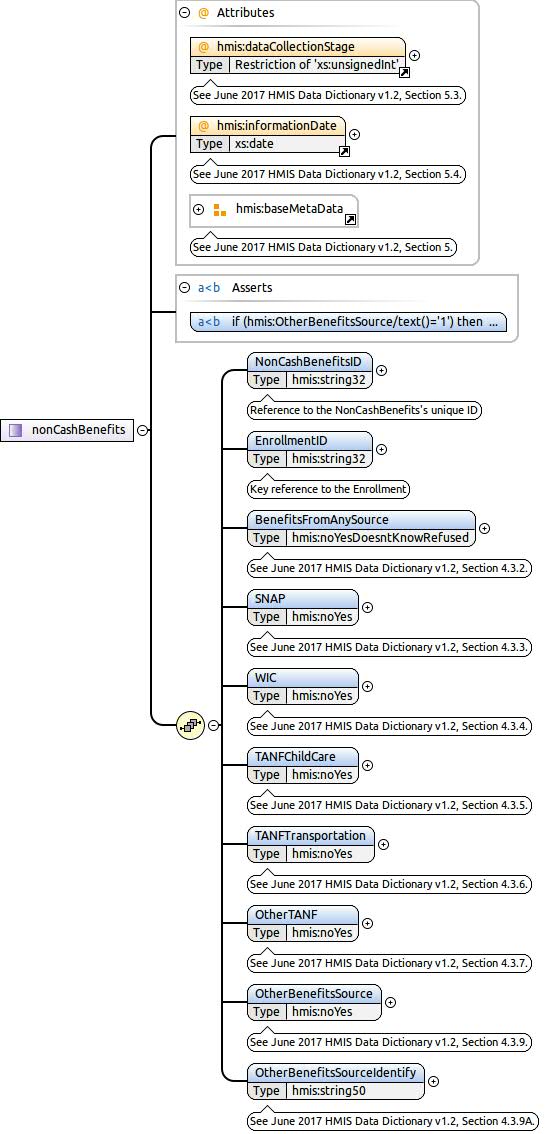 @ Attributes
@ hmis:dataCollectionStage
Type Restriction of 'xs:unsignedInt'
See June 2017 HMIS Data Dictionary v1.2, Section 5.3.
@ hmis:informationDate
Type xs:date
See June 2017 HMIS Data Dictionary v1.2, Section 5.4.
hmis:baseMetaData
See June 2017 HMIS Data Dictionary v1.2, Section 5.
a<b Asserts
a<b if (hmis:OtherBenefitsSource/text()='1') then ...
nonCashBenefits
NonCashBenefitsID
Type hmis:string32
Reference to the NonCashBenefits's unique ID
EnrollmentID
Type hmis:string32
Key reference to the Enrollment
BenefitsFromAnySource
Type hmis:noYesDoesntKnowRefused
See June 2017 HMIS Data Dictionary v1.2, Section 4.3.2.
SNAP
Type hmis:noYes
See June 2017 HMIS Data Dictionary v1.2, Section 4.3.3.
WIC
Type hmis:noYes
See June 2017 HMIS Data Dictionary v1.2, Section 4.3.4.
TANFChildCare
Type hmis:noYes
See June 2017 HMIS Data Dictionary v1.2, Section 4.3.5.
TANFTransportation
Type hmis:noYes
See June 2017 HMIS Data Dictionary v1.2, Section 4.3.6.
OtherTANF
Type hmis:noYes
See June 2017 HMIS Data Dictionary v1.2, Section 4.3.7.
OtherBenefitsSource
Type hmis:noYes
See June 2017 HMIS Data Dictionary v1.2, Section 4.3.9.
OtherBenefitsSourceIdentify
Type hmis:string50
See June 2017 HMIS Data Dictionary v1.2, Section 4.3.9A.